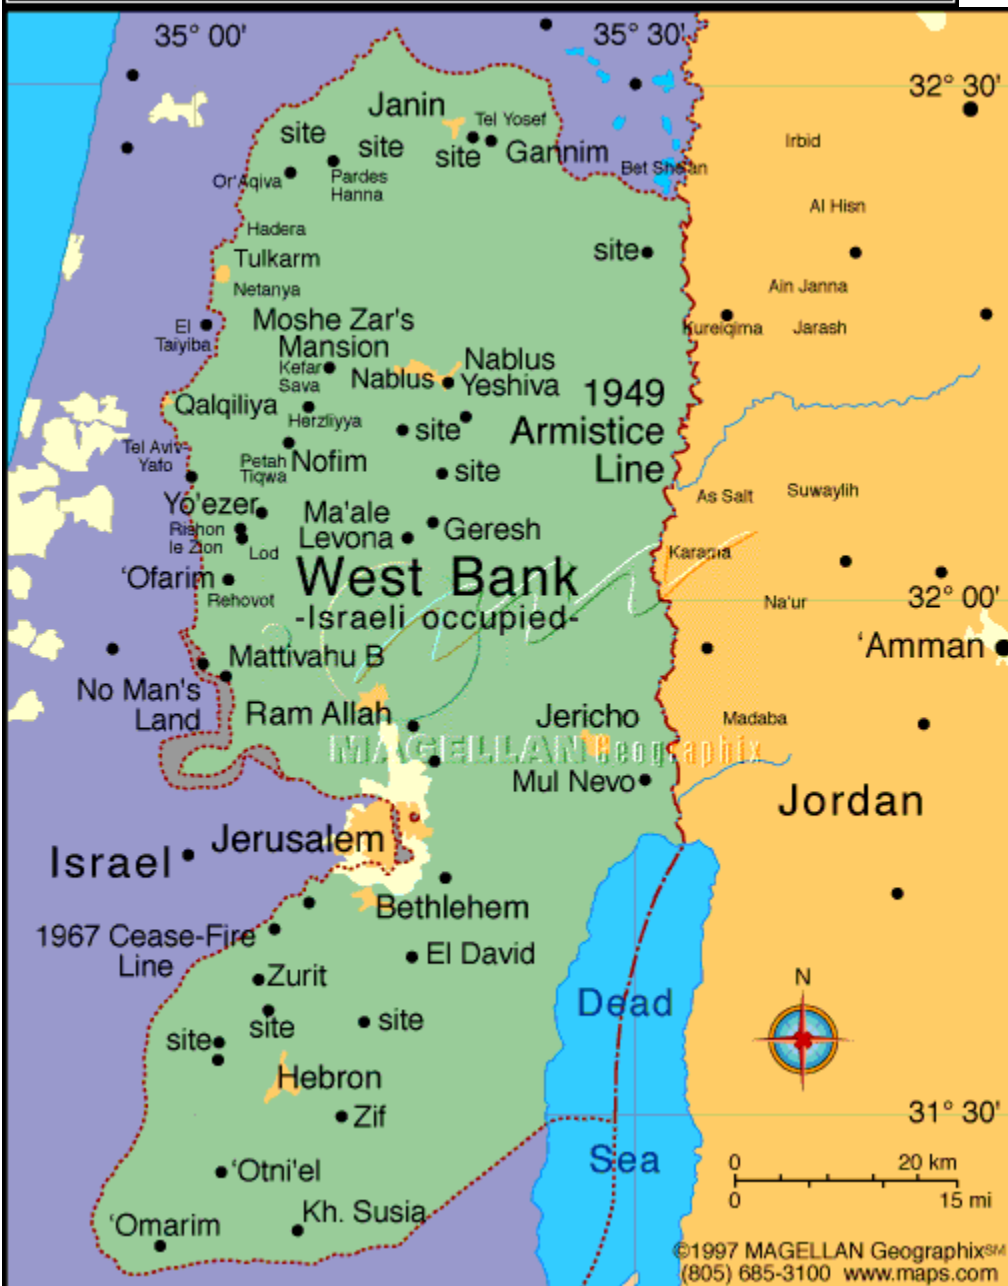 35° 00'
35° 30'
32° 30'
Janin
Tel Yosef
site
site
site
Gannim
Irbid
Bet She'an
Or'Aqiva
Pardes
Hanna
Al Hisn
Hadera
site
Tulkarm
Netanya
Ain Janna
El
Taiyiba
Moshe Zar's
Mansion
Kureiqima
Jarash
Kefar
Sava
Nablus
Nablus
Yeshiva
1949
Armistice
Line
Qalqiliya
Herzliyya
site
Tel Aviv-
Yafo
Petah
Tiqwa
Nofim
site
As Salt
Suwaylih
Yo'ezer
Rishon
le Zion
Lod
Ma'ale
Levona
Geresh
Karama
'Ofarim
Rehovot
West Bank
-Israeli occupied-
Na'ur
32° 00'
'Amman
Mattivahu B
No Man's
Land
Ram Allah
Jericho
Madaba
MAGELLAN Geographix
Mul Nevo
Jordan
Jerusalem
Israel
Bethlehem
1967 Cease-Fire
Line
El David
Zurit
Dead
N
site
site
site
Hebron
Zif
31° 30'
Sea
'Otni'el
0 20 km
0 15 mi
Kh. Susia
'Omarim
©1997 MAGELLAN Geographix℠
(805) 685-3100 www.maps.com